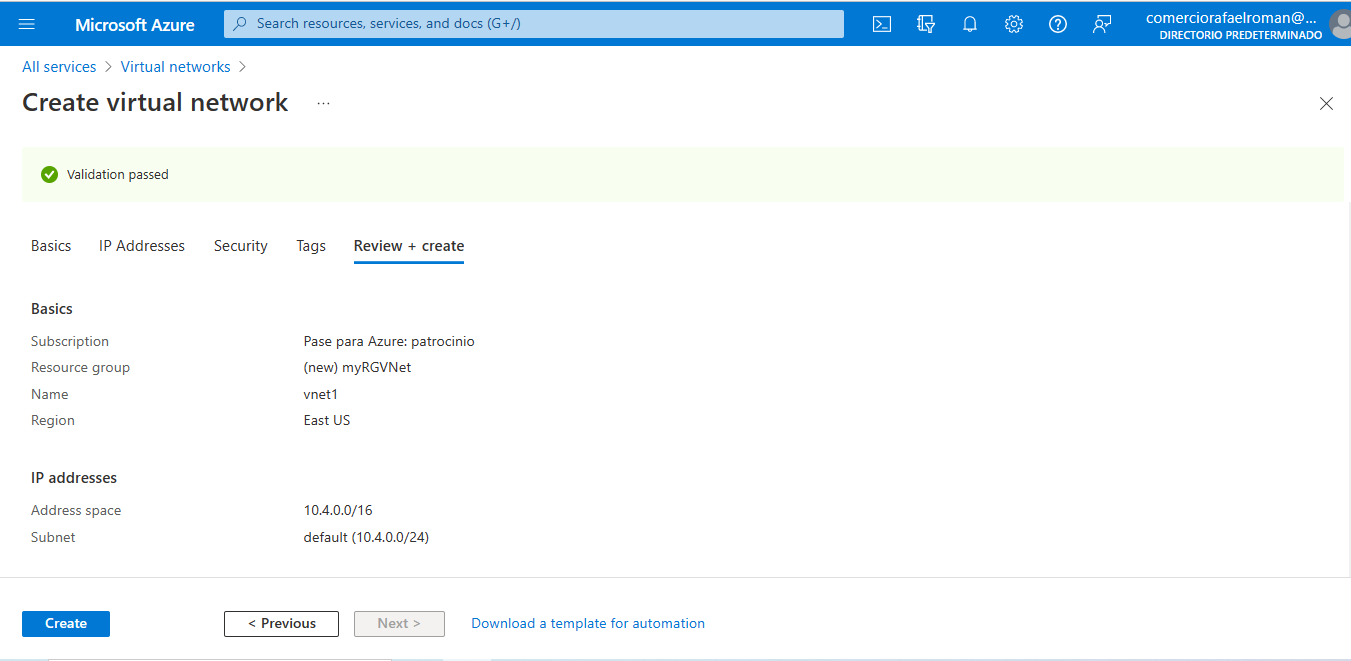 Microsoft Azure
Search resources, services, and docs (G+/)
comerciorafaelroman@...
DIRECTORIO PREDETERMINADO
All services > Virtual networks >
Create virtual network ...
Validation passed
Basics IP Addresses Security Tags Review + create
Basics
Subscription Pase para Azure: patrocinio
Resource group (new) myRGVNet
Name vnet1
Region East US
IP addresses
Address space 10.4.0.0/16
Subnet default (10.4.0.0/24)
Create < Previous Next > Download a template for automation